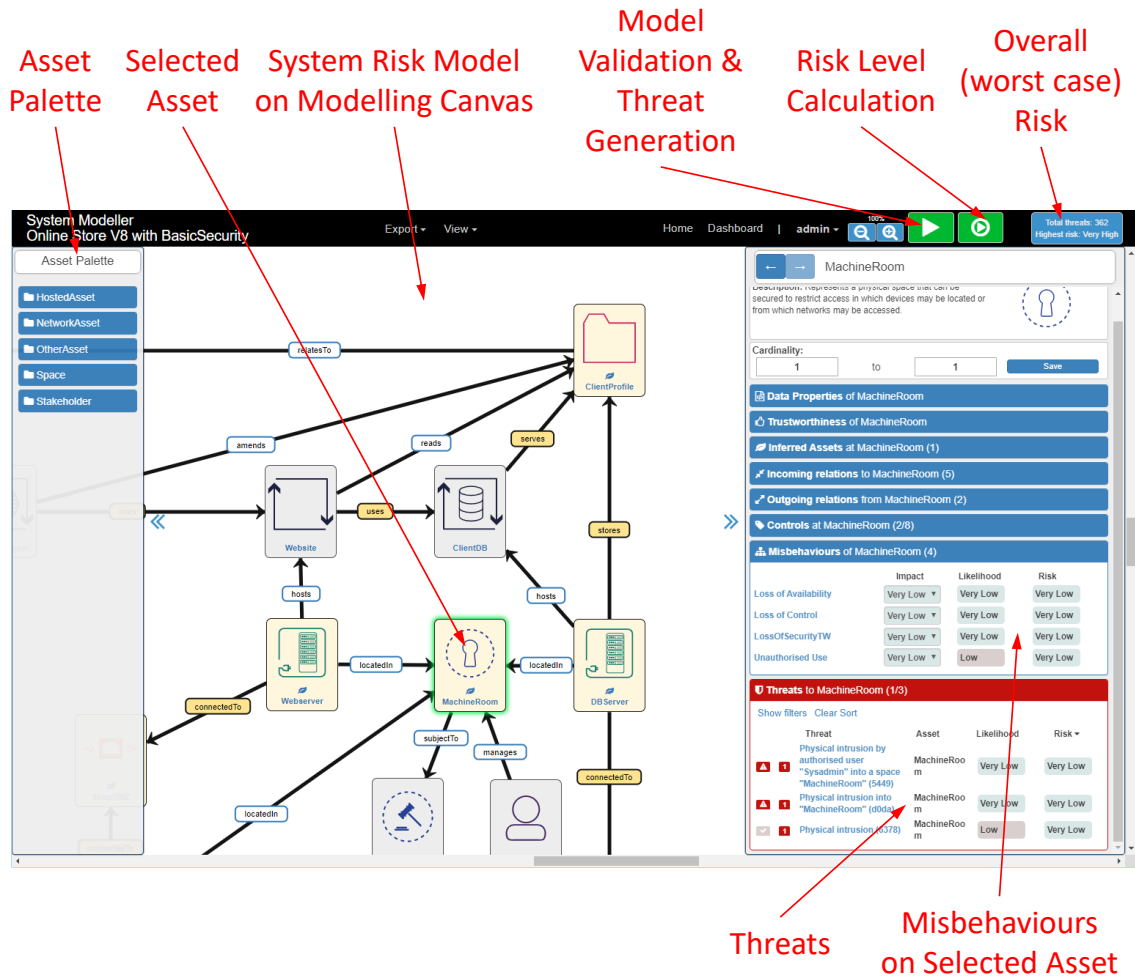 Asset
Palette
Selected
Asset
System Risk Model
on Modelling Canvas
Model
Validation &
Threat
Generation
Risk Level
Calculation
Overall
(worst case)
Risk
System Modeller
Online Store V8 with BasicSecurity
Export
View
Home
Dashboard
|
admin
100%
Total threats: 362
Highest risk: Very High
Asset Palette
HostedAsset
NetworkAsset
OtherAsset
Space
Stakeholder
relatesTo
ClientProfile
amends
reads
serves
uses
Website
ClientDB
stores
hosts
hosts
locatedIn
locatedIn
Webserver
MachineRoom
DBServer
connectedTo
subjectTo
manages
connectedTo
locatedIn
MachineRoom
Description: Represents a physical space that can be
secured to restrict access in which devices may be located or
from which networks may be accessed.
Cardinality:
1 to 1 Save
Data Properties of MachineRoom
Trustworthiness of MachineRoom
Inferred Assets at MachineRoom (1)
Incoming relations to MachineRoom (5)
Outgoing relations from MachineRoom (2)
Controls at MachineRoom (2/8)
Misbehaviours of MachineRoom (4)
Impact Likelihood Risk
Loss of Availability Very Low Very Low Very Low
Loss of Control Very Low Very Low Very Low
LossOfSecurityTW Very Low Very Low Very Low
Unauthorised Use Very Low Low Very Low
Threats to MachineRoom (1/3)
Show filters Clear Sort
Threat Asset Likelihood Risk
Physical intrusion by
authorised user
"Sysadmin" into a space
"MachineRoom" (5449)
1
MachineRoo
m
Very Low Very Low
Physical intrusion into
"MachineRoom" (d0da)
1
MachineRoo
m
Very Low Very Low
1 Physical intrusion (6378)
MachineRoo
m
Low Very Low
Threats
Misbehaviours
on Selected Asset